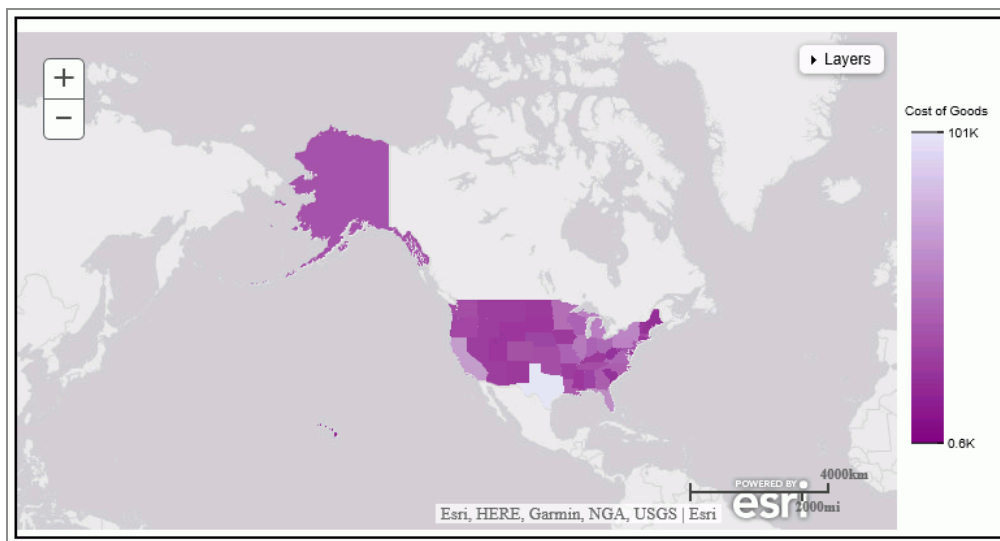 +
Layers
−
Cost of Goods
101K
0.6K
4000km
POWERED BY
esri
2000mi
Esri, HERE, Garmin, NGA, USGS | Esri